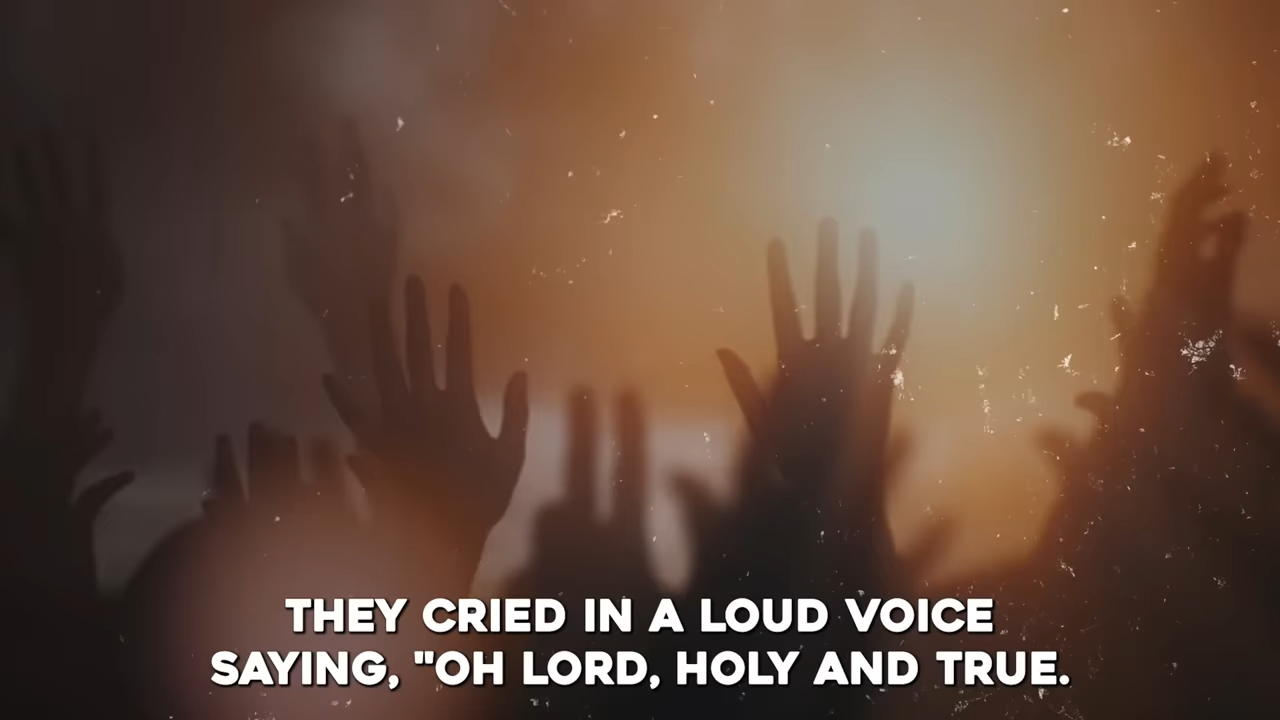 THEY CRIED IN A LOUD VOICE
SAYING, "OH LORD, HOLY AND TRUE.